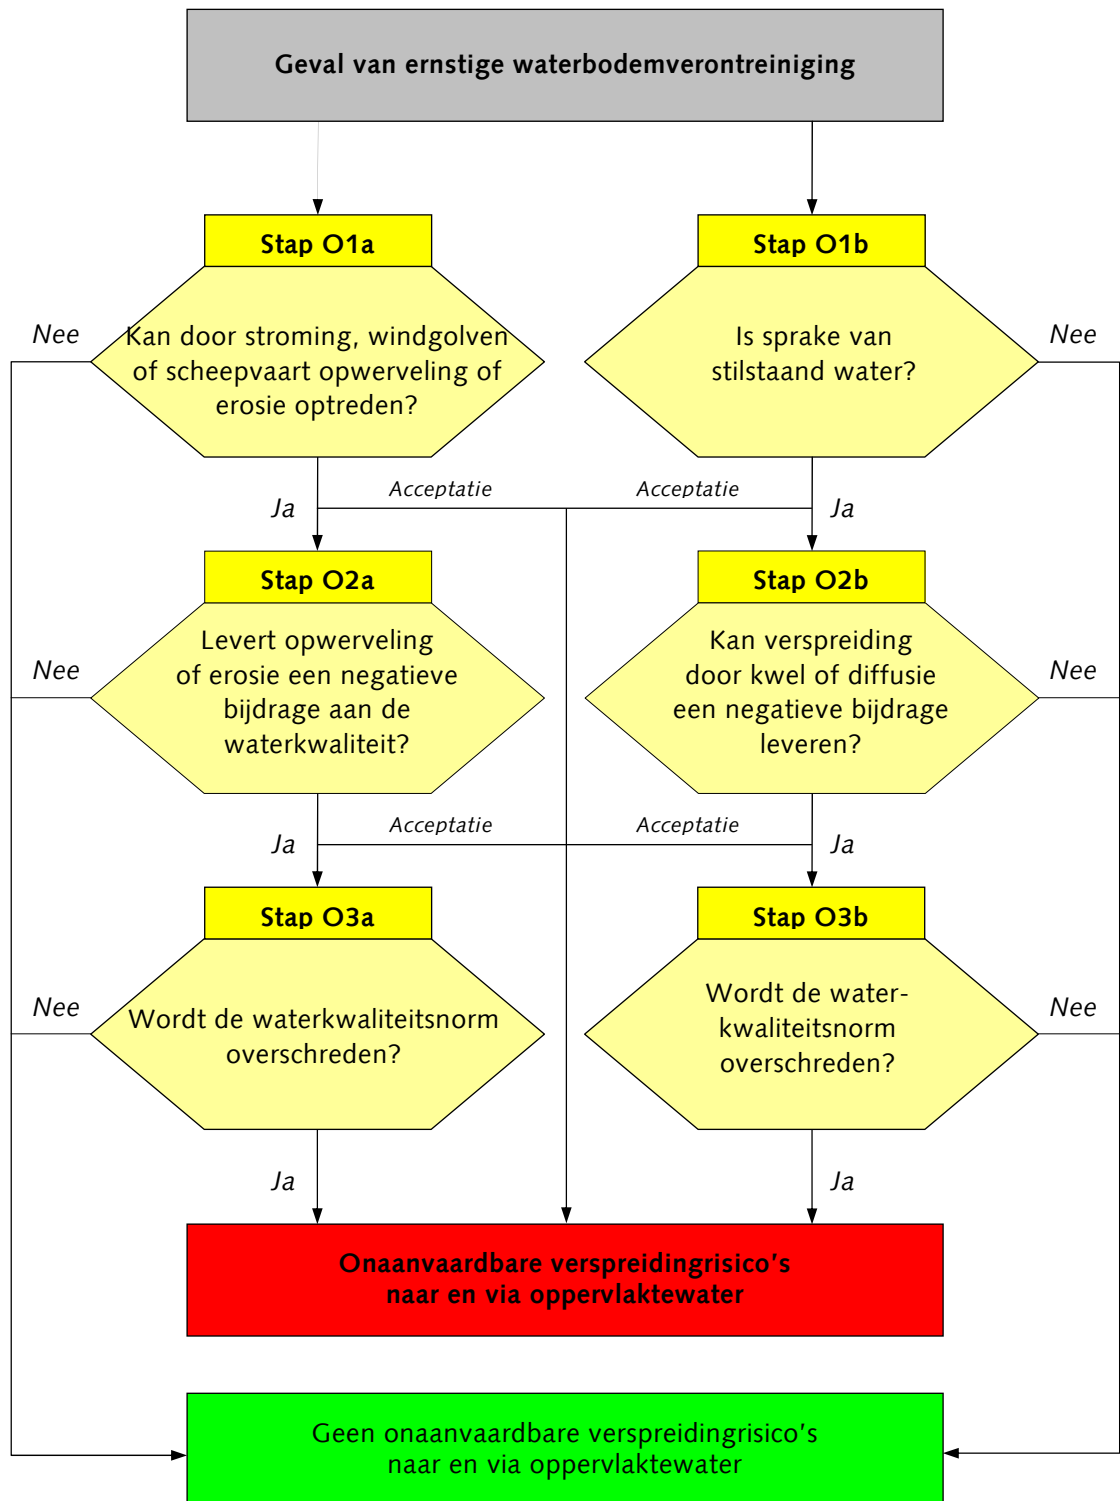 Geval van ernstige waterbodemverontreiniging
Stap O1a
Stap O1b
Nee
Kan door stroming, windgolven
of scheepvaart opwerveling of
erosie optreden?
Is sprake van
stilstaand water?
Nee
Ja
Acceptatie
Acceptatie
Ja
Stap O2a
Stap O2b
Nee
Levert opwerveling
of erosie een negatieve
bijdrage aan de
waterkwaliteit?
Kan verspreiding
door kwel of diffusie
een negatieve bijdrage
leveren?
Nee
Ja
Acceptatie
Acceptatie
Ja
Stap O3a
Stap O3b
Nee
Wordt de waterkwaliteitsnorm
overschreden?
Wordt de water-
kwaliteitsnorm
overschreden?
Nee
Ja
Ja
Onaanvaardbare verspreidingrisico's
naar en via oppervlaktewater
Geen onaanvaardbare verspreidingrisico's
naar en via oppervlaktewater